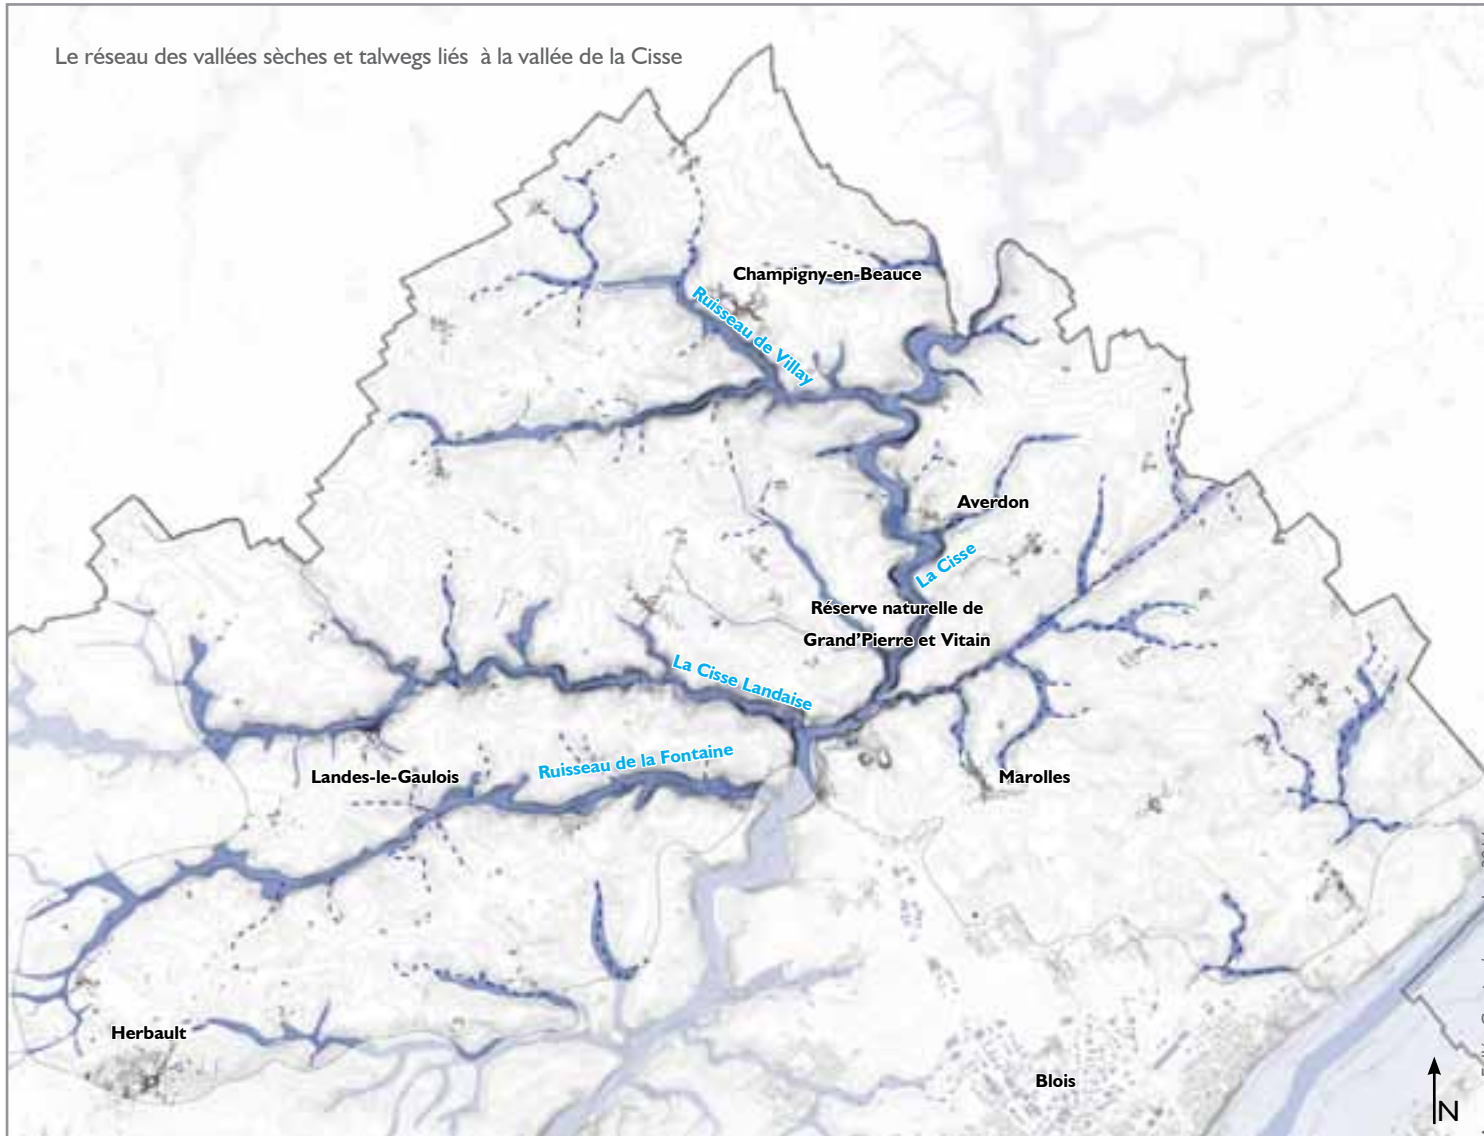 Le réseau des vallées sèches et talwegs liés à la vallée de la Cisse
Champigny-en-Beauce
Ruisseau de Villay
Averdon
La Cisse
Réserve naturelle de
Grand'Pierre et Vitain
La Cisse Landaise
Ruisseau de la Fontaine
Landes-le-Gaulois
Marolles
Herbault
Blois
N